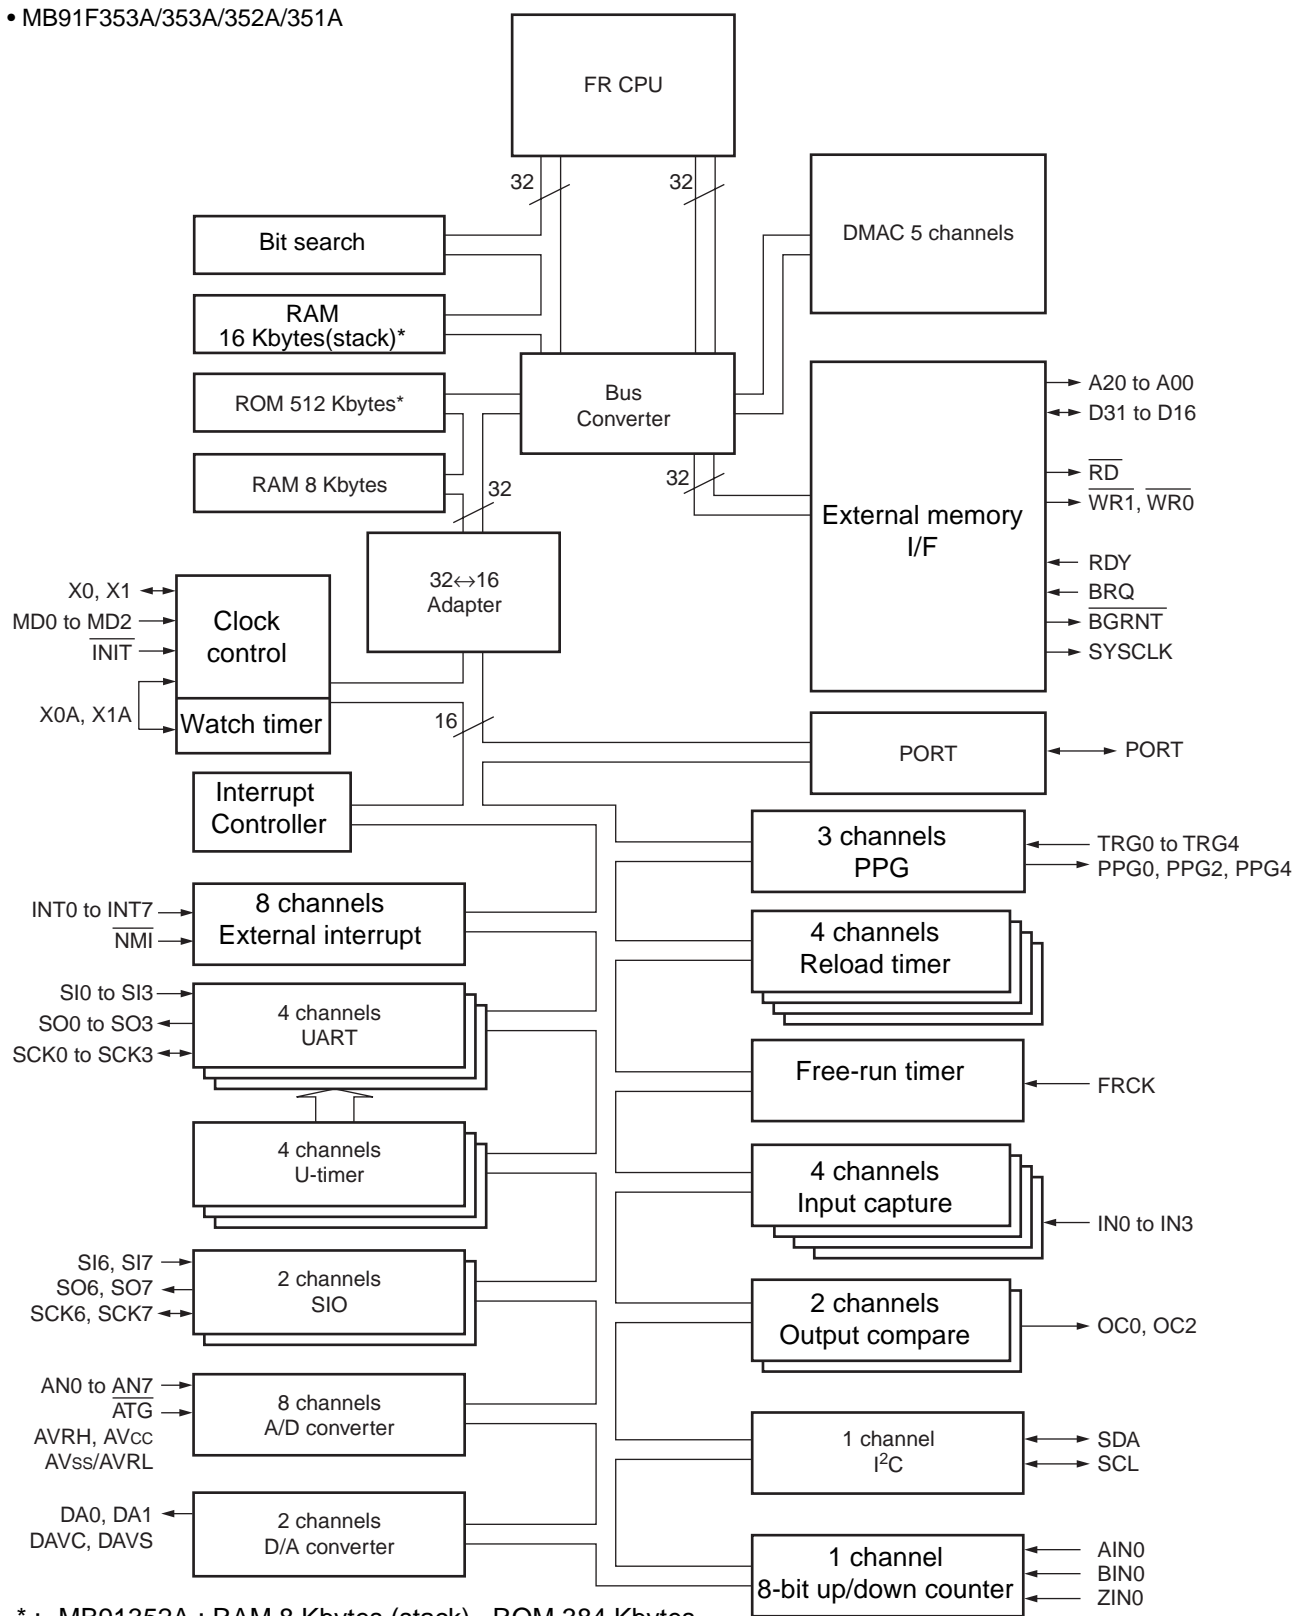 • MB91F353A/353A/352A/351A
FR CPU
32
32
DMAC 5 channels
Bit search
RAM
16 Kbytes(stack)*
ROM 512 Kbytes*
RAM 8 Kbytes
Bus
Converter
32
32
External memory
I/F
A20 to A00
D31 to D16
RD
WR1, WR0
RDY
BRQ
BGRNT
SYSCLK
32↔16
Adapter
X0, X1
MD0 to MD2
INIT
X0A, X1A
Clock
control
Watch timer
16
PORT
PORT
Interrupt
Controller
3 channels
PPG
TRG0 to TRG4
PPG0, PPG2, PPG4
INT0 to INT7
NMI
8 channels
External interrupt
4 channels
Reload timer
SI0 to SI3
SO0 to SO3
SCK0 to SCK3
4 channels
UART
Free-run timer
FRCK
4 channels
U-timer
4 channels
Input capture
IN0 to IN3
SI6, SI7
SO6, SO7
SCK6, SCK7
2 channels
SIO
2 channels
Output compare
OC0, OC2
AN0 to AN7
ATG
AVRH, AVcc
AVss/AVRL
8 channels
A/D converter
1 channel
I²C
SDA
SCL
DA0, DA1
DAVC, DAVS
2 channels
D/A converter
1 channel
8-bit up/down counter
AIN0
BIN0
ZIN0
* : MB91352A : RAM 8 Kbytes (stack) , ROM 384 Kbytes